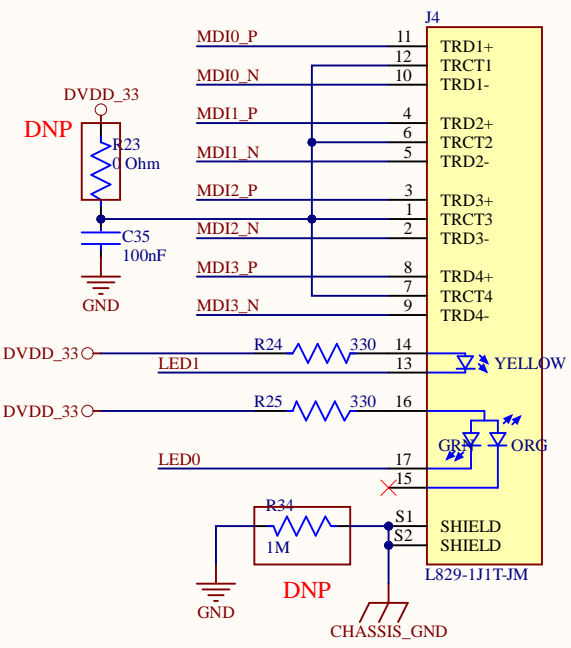 J4
MDI0_P 11 TRD1+
12 TRCT1
MDI0_N 10 TRD1-
DVDD_33
MDI1_P 4 TRD2+
DNP
6 TRCT2
R23
0 Ohm
MDI1_N 5 TRD2-
MDI2_P 3 TRD3+
1 TRCT3
C35
100nF
MDI2_N 2 TRD3-
MDI3_P 8 TRD4+
7 TRCT4
GND
MDI3_N 9 TRD4-
DVDD_33 R24 330 14
LED1 13 YELLOW
DVDD_33 R25 330 16
GRN ORG
LED0 17
15
R34
1M
S1 SHIELD
S2 SHIELD
DNP
L829-1J1T-JM
GND
CHASSIS_GND